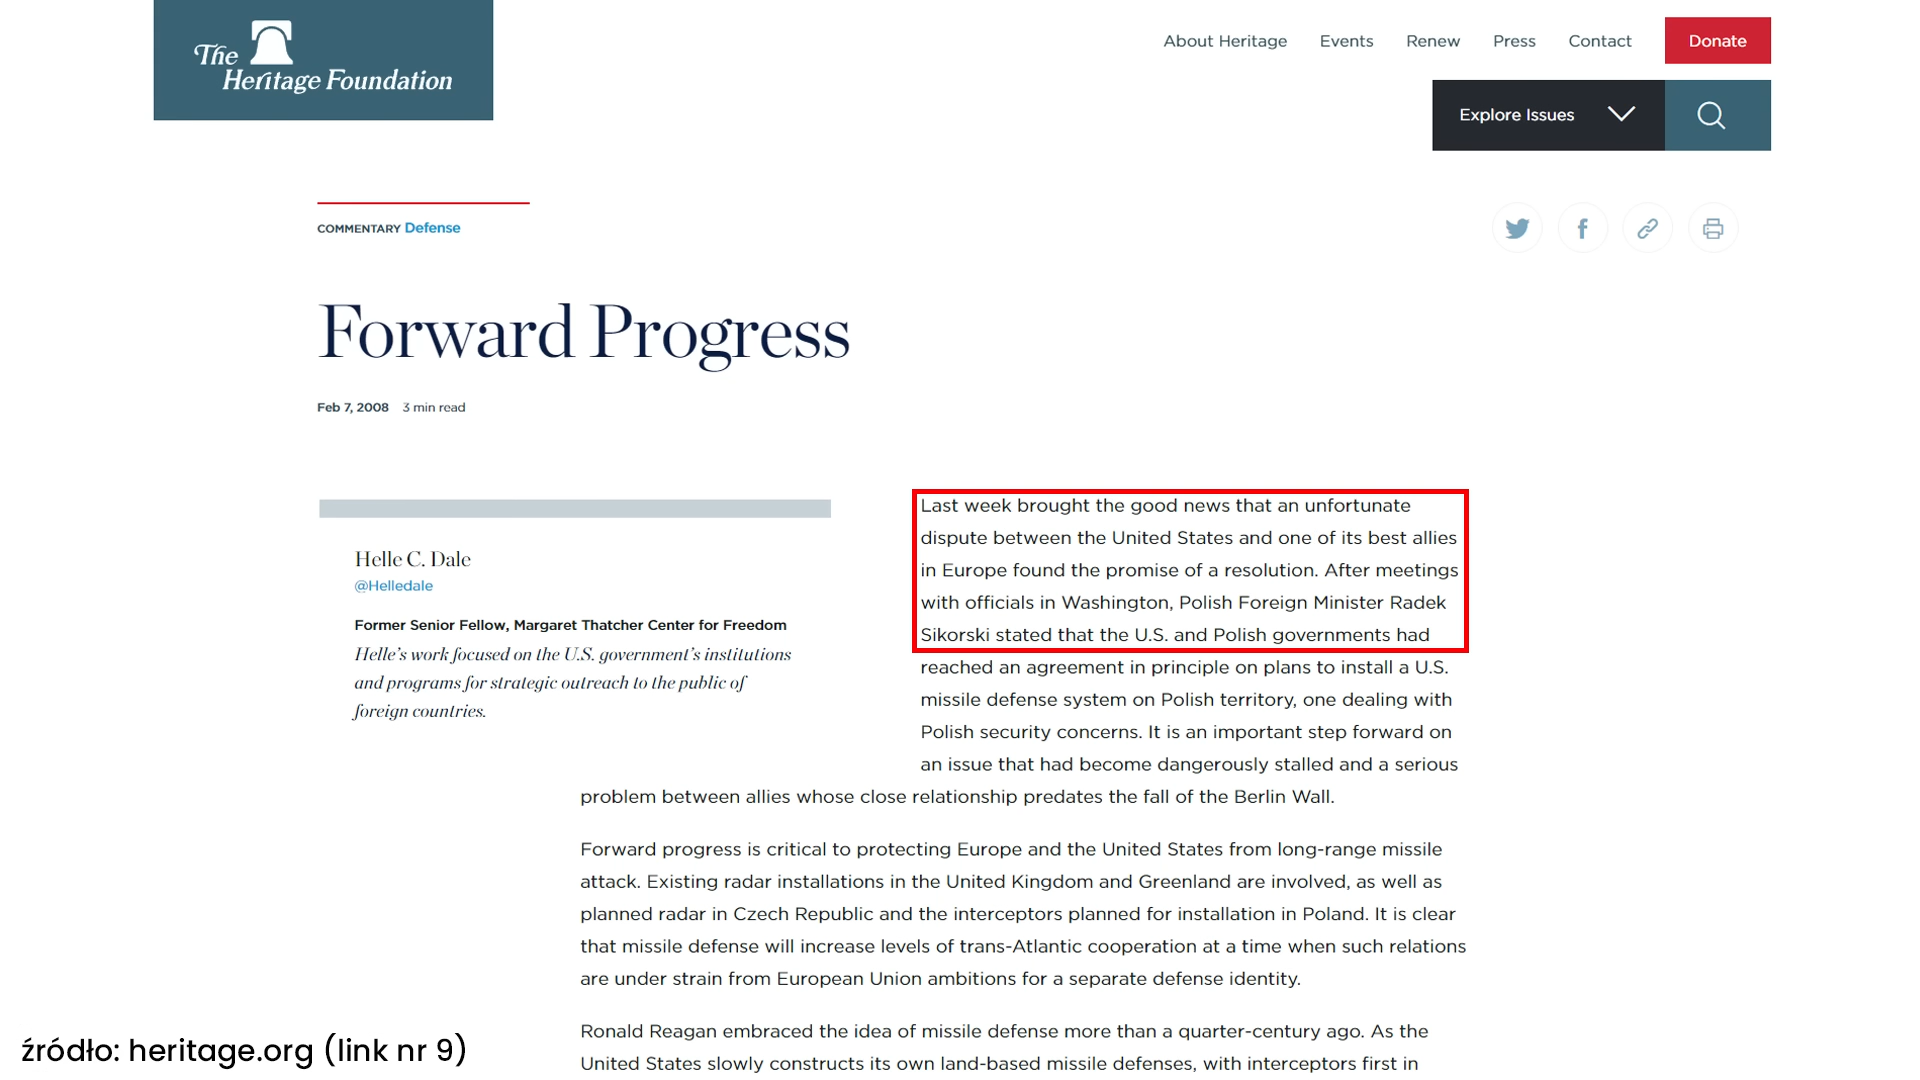 The
Heritage Foundation
About Heritage Events Renew Press Contact Donate
Explore Issues
COMMENTARY Defense
Forward Progress
Feb 7, 2008 3 min read
Helle C. Dale
@Helledale
Former Senior Fellow, Margaret Thatcher Center for Freedom
Helle's work focused on the U.S. government's institutions
and programs for strategic outreach to the public of
foreign countries.
Last week brought the good news that an unfortunate
dispute between the United States and one of its best allies
in Europe found the promise of a resolution. After meetings
with officials in Washington, Polish Foreign Minister Radek
Sikorski stated that the U.S. and Polish governments had
reached an agreement in principle on plans to install a U.S.
missile defense system on Polish territory, one dealing with
Polish security concerns. It is an important step forward on
an issue that had become dangerously stalled and a serious
problem between allies whose close relationship predates the fall of the Berlin Wall.
Forward progress is critical to protecting Europe and the United States from long-range missile
attack. Existing radar installations in the United Kingdom and Greenland are involved, as well as
planned radar in Czech Republic and the interceptors planned for installation in Poland. It is clear
that missile defense will increase levels of trans-Atlantic cooperation at a time when such relations
are under strain from European Union ambitions for a separate defense identity.
Ronald Reagan embraced the idea of missile defense more than a quarter-century ago. As the
United States slowly constructs its own land-based missile defenses, with interceptors first in
źródło: heritage.org (link nr 9)